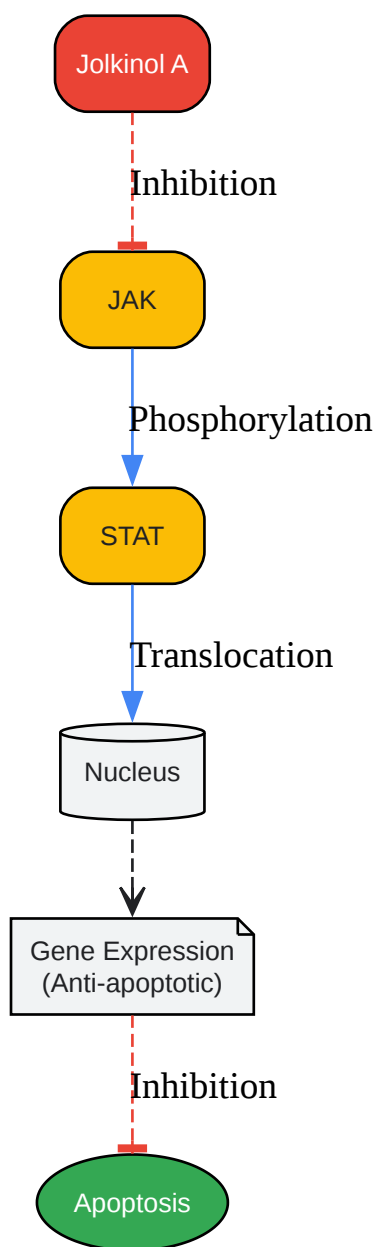 Jolkinol A
Inhibition
JAK
Phosphorylation
STAT
Translocation
Nucleus
Gene Expression
(Anti-apoptotic)
Inhibition
Apoptosis